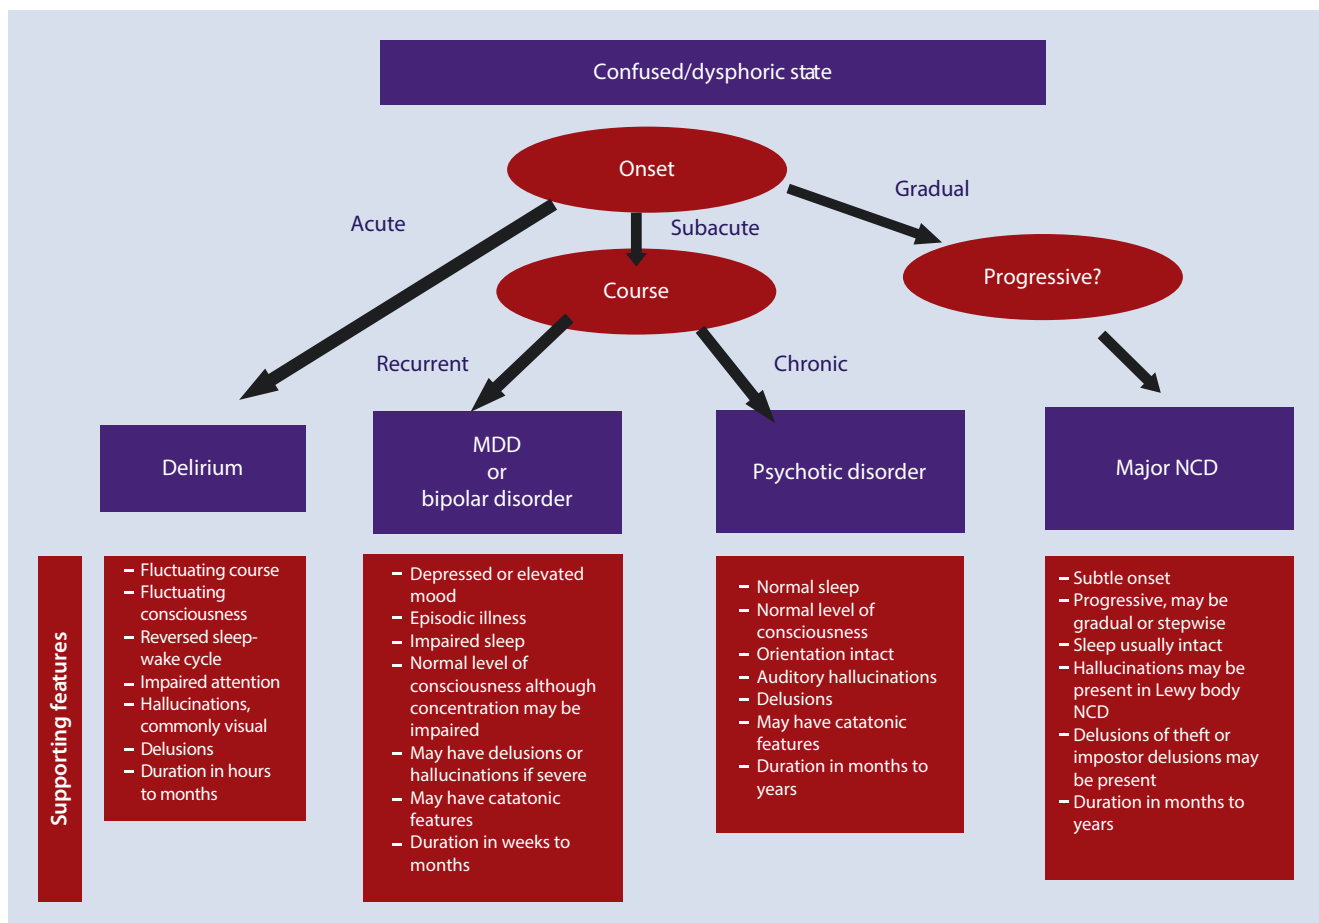 Confused/dysphoric state
Onset
Acute
Subacute
Gradual
Course
Progressive?
Recurrent
Chronic
Delirium
MDD
or
bipolar disorder
Psychotic disorder
Major NCD
Supporting features
– Fluctuating course
– Fluctuating
consciousness
– Reversed sleep-
wake cycle
– Impaired attention
– Hallucinations,
commonly visual
– Delusions
– Duration in hours
to months
– Depressed or elevated
mood
– Episodic illness
– Impaired sleep
– Normal level of
consciousness although
concentration may be
impaired
– May have delusions or
hallucinations if severe
– May have catatonic
features
– Duration in weeks to
months
– Normal sleep
– Normal level of
consciousness
– Orientation intact
– Auditory hallucinations
– Delusions
– May have catatonic
features
– Duration in months to
years
– Subtle onset
– Progressive, may be
gradual or stepwise
– Sleep usually intact
– Hallucinations may be
present in Lewy body
NCD
– Delusions of theft or
impostor delusions may
be present
– Duration in months to
years